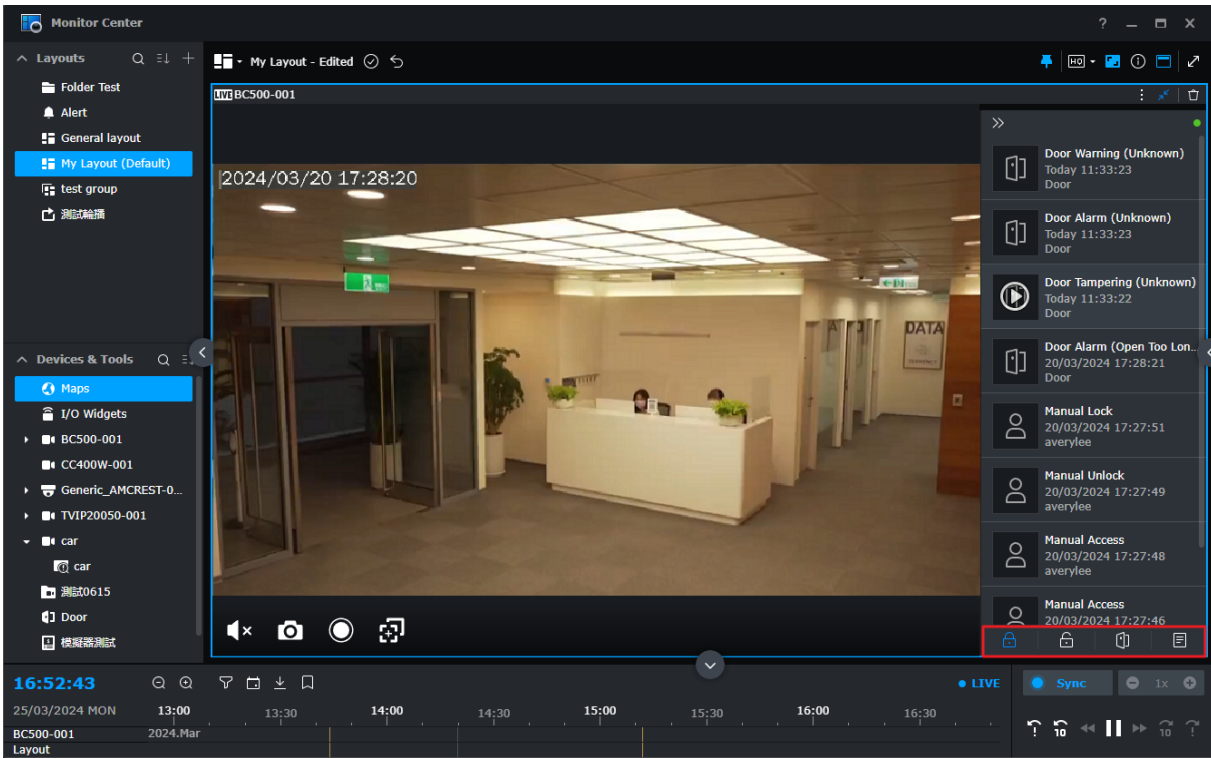 Monitor Center
Layouts
My Layout - Edited
HQ
Folder Test
Alert
General layout
My Layout (Default)
test group
測試輪播
LIVE BC500-001
2024/03/20 17:28:20
DATA
Door Warning (Unknown)
Today 11:33:23
Door
Door Alarm (Unknown)
Today 11:33:23
Door
Door Tampering (Unknown)
Today 11:33:22
Door
Door Alarm (Open Too Lon...
20/03/2024 17:28:21
Door
Manual Lock
20/03/2024 17:27:51
averylee
Manual Unlock
20/03/2024 17:27:49
averylee
Manual Access
20/03/2024 17:27:48
averylee
Manual Access
20/03/2024 17:27:46
Devices & Tools
Maps
I/O Widgets
BC500-001
CC400W-001
Generic_AMCREST-0...
TVIP20050-001
car
car
測試0615
Door
模擬器測試
16:52:43
LIVE
Sync
1x
25/03/2024 MON
13:00
13:30
14:00
14:30
15:00
15:30
16:00
16:30
10
10
BC500-001
2024.Mar
Layout